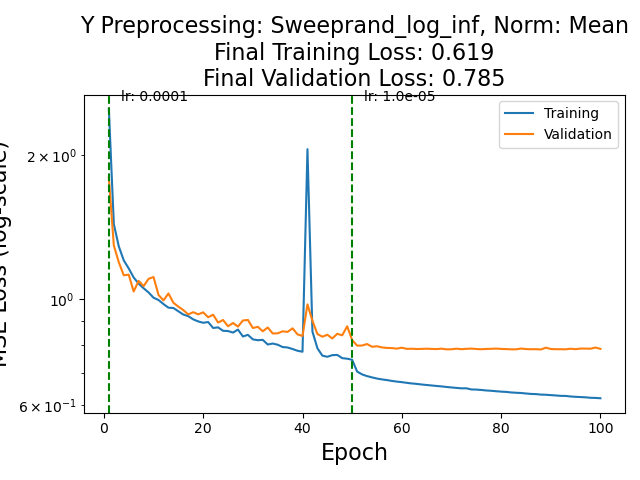 Y Preprocessing: Sweeprand_log_inf, Norm: Mean
Final Training Loss: 0.619
Final Validation Loss: 0.785
lr: 0.0001
lr: 1.0e-05
Training
Validation
2 × 10⁰
10⁰
6 × 10⁻¹
MSE Loss (log-scale)
0
20
40
60
80
100
Epoch